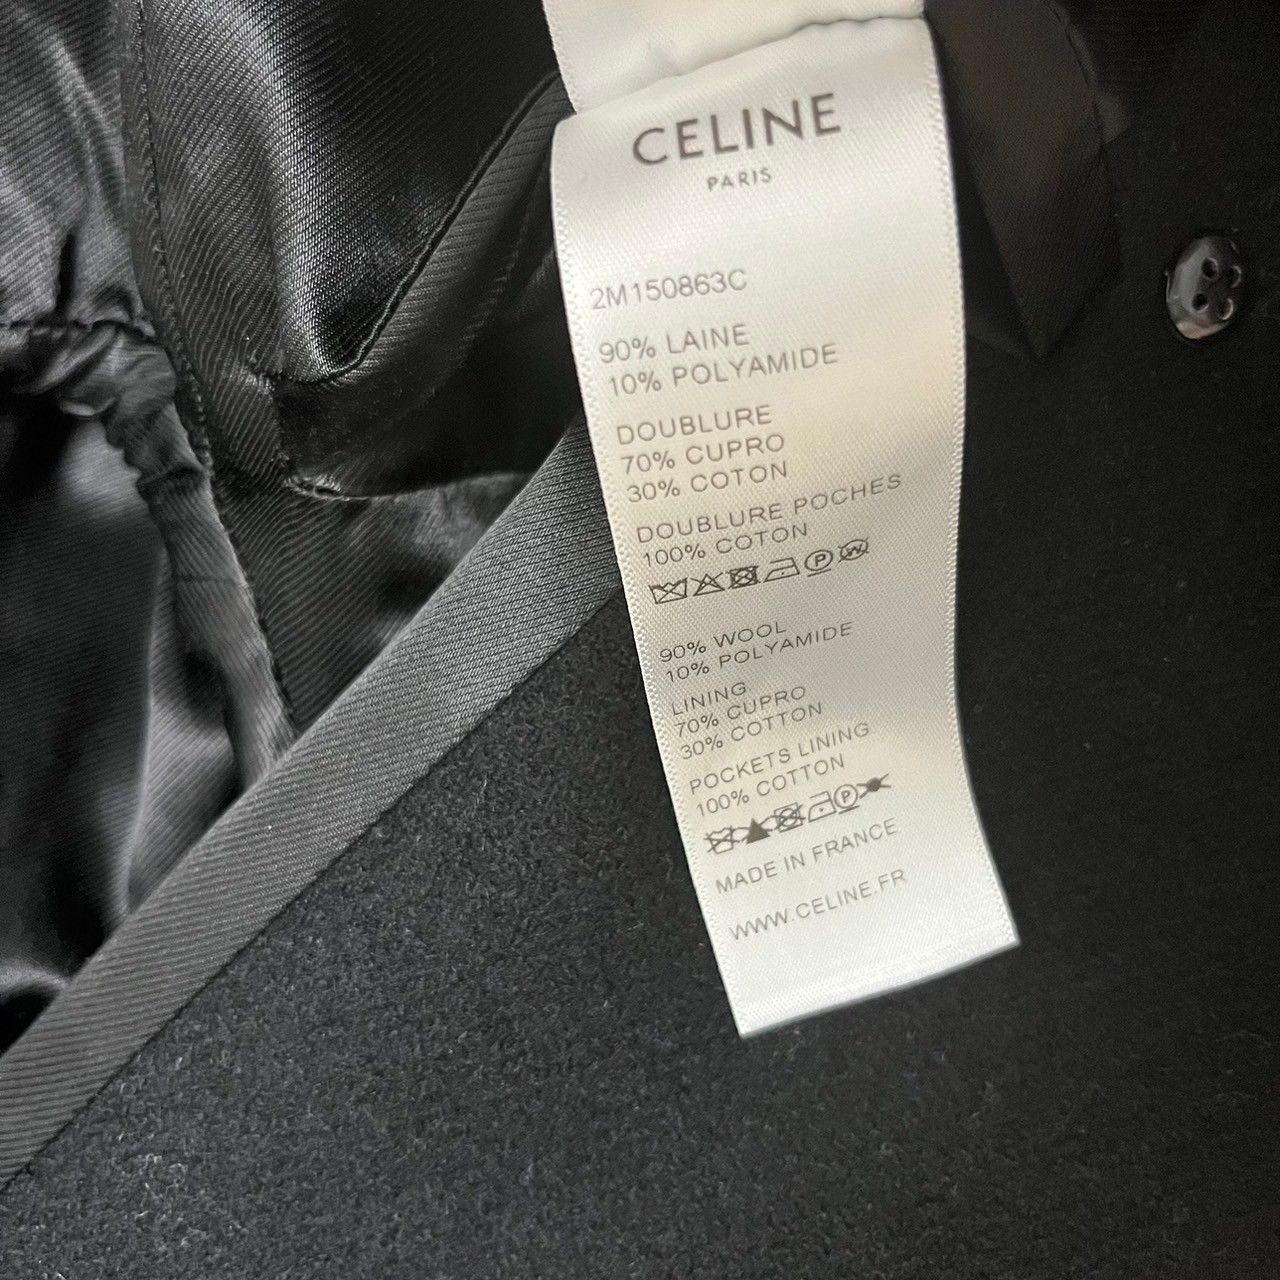 CELINE
PARIS
2M150863C
90% LAINE
10% POLYAMIDE
DOUBLURE
70% CUPRO
30% COTON
DOUBLURE POCHES
100% COTON
90% WOOL
10% POLYAMIDE
LINING
70% CUPRO
30% COTTON
POCKETS LINING
100% COTTON
MADE IN FRANCE
WWW.CELINE.FR